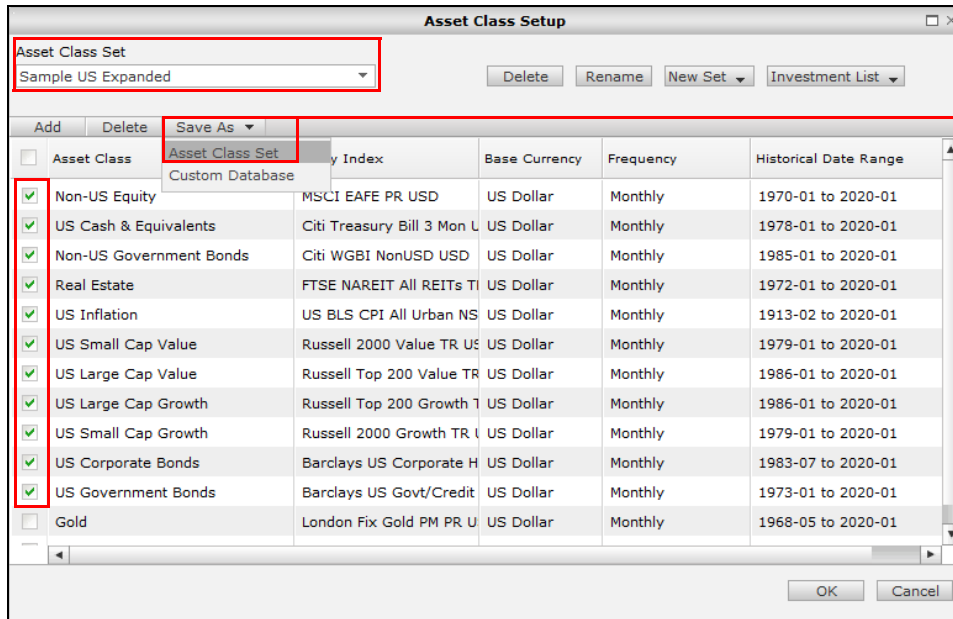 Asset Class Setup
Asset Class Set
Sample US Expanded
Delete Rename New Set Investment List
Add Delete Save As
Asset Class Set
Custom Database
Asset Class y Index Base Currency Frequency Historical Date Range
Non-US Equity MSCI EAFE PR USD US Dollar Monthly 1970-01 to 2020-01
US Cash & Equivalents Citi Treasury Bill 3 Mon U US Dollar Monthly 1978-01 to 2020-01
Non-US Government Bonds Citi WGBI NonUSD USD US Dollar Monthly 1985-01 to 2020-01
Real Estate FTSE NAREIT All REITs TI US Dollar Monthly 1972-01 to 2020-01
US Inflation US BLS CPI All Urban NS US Dollar Monthly 1913-02 to 2020-01
US Small Cap Value Russell 2000 Value TR US US Dollar Monthly 1979-01 to 2020-01
US Large Cap Value Russell Top 200 Value TR US Dollar Monthly 1986-01 to 2020-01
US Large Cap Growth Russell Top 200 Growth T US Dollar Monthly 1986-01 to 2020-01
US Small Cap Growth Russell 2000 Growth TR U US Dollar Monthly 1979-01 to 2020-01
US Corporate Bonds Barclays US Corporate H US Dollar Monthly 1983-07 to 2020-01
US Government Bonds Barclays US Govt/Credit US Dollar Monthly 1973-01 to 2020-01
Gold London Fix Gold PM PR U US Dollar Monthly 1968-05 to 2020-01
OK Cancel